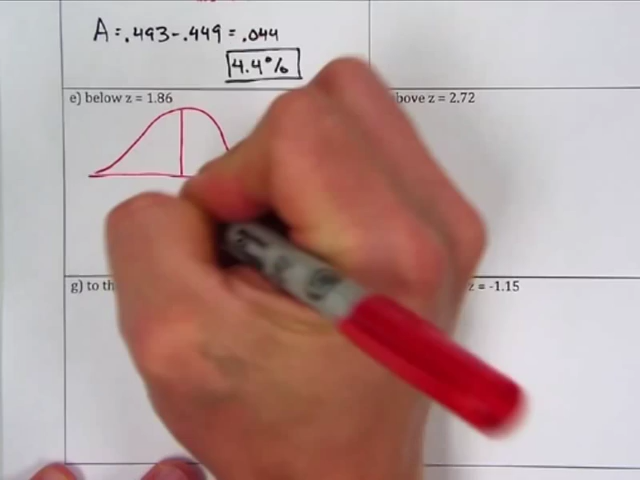 A = .493 - .449 = .044
4.4%
e) below z = 1.86
bove z = 2.72
g) to th
z = -1.15